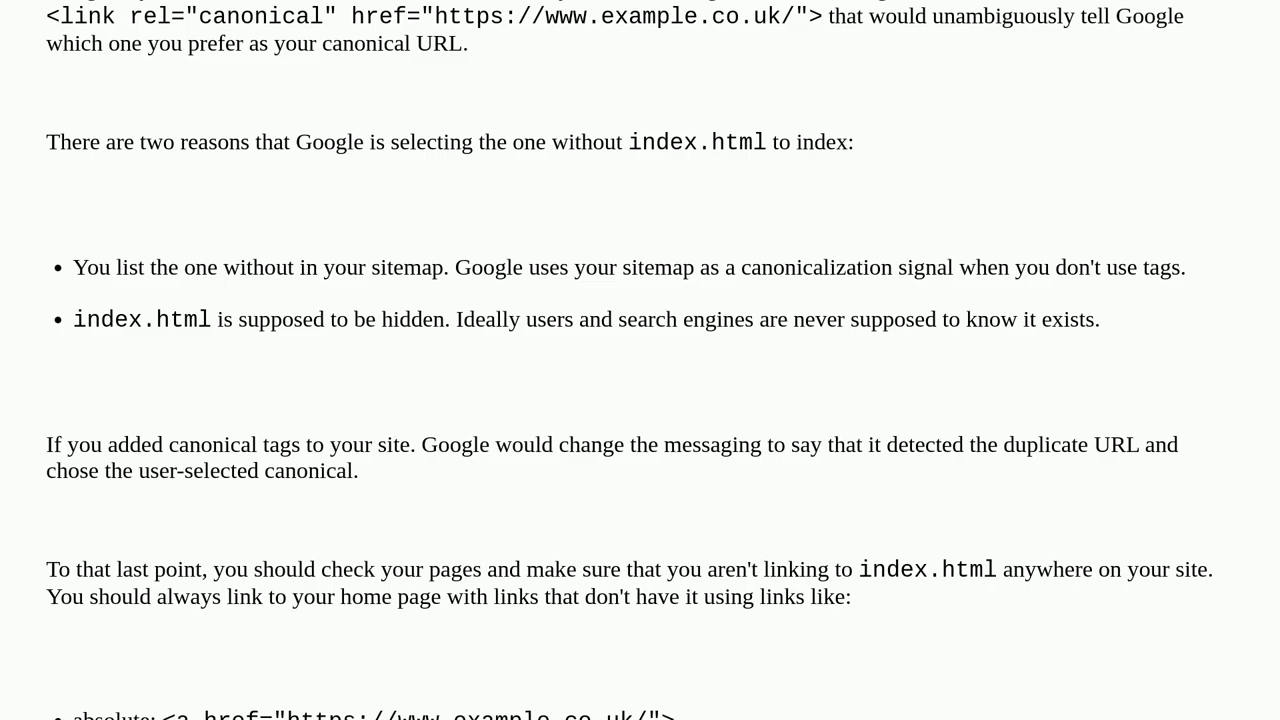 <link rel="canonical" href="https://www.example.co.uk/"> that would unambiguously tell Google
which one you prefer as your canonical URL.
There are two reasons that Google is selecting the one without index.html to index:
• You list the one without in your sitemap. Google uses your sitemap as a canonicalization signal when you don't use tags.
• index.html is supposed to be hidden. Ideally users and search engines are never supposed to know it exists.
If you added canonical tags to your site. Google would change the messaging to say that it detected the duplicate URL and
chose the user-selected canonical.
To that last point, you should check your pages and make sure that you aren't linking to index.html anywhere on your site.
You should always link to your home page with links that don't have it using links like:
• absolute: <a href="https://www.example.co.uk/">